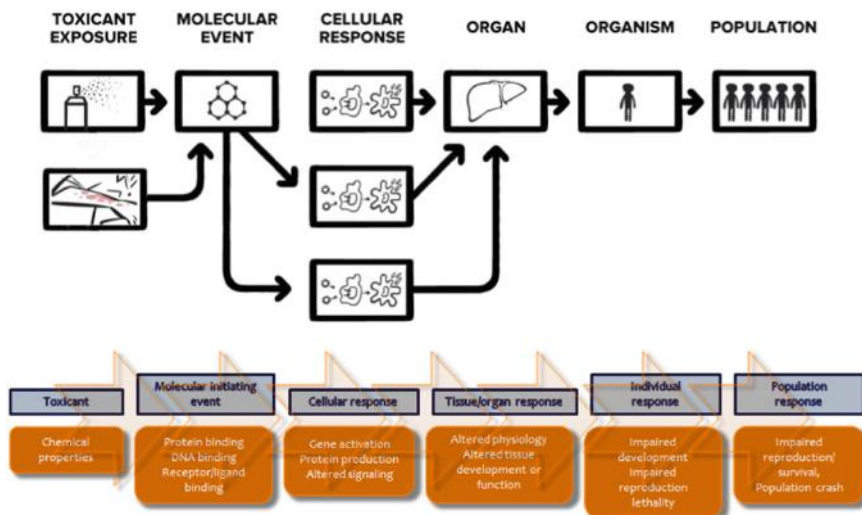 TOXICANT EXPOSURE
MOLECULAR EVENT
CELLULAR RESPONSE
ORGAN
ORGANISM
POPULATION
Toxicant
Molecular initiating event
Cellular response
Tissue/organ response
Individual response
Population response
Chemical properties
Protein binding
DNA binding
Receptor/ligand binding
Gene activation
Protein production
Altered signaling
Altered physiology
Altered tissue development or function
Impaired development
Impaired reproduction
lethality
Impaired reproduction/ survival,
Population crash